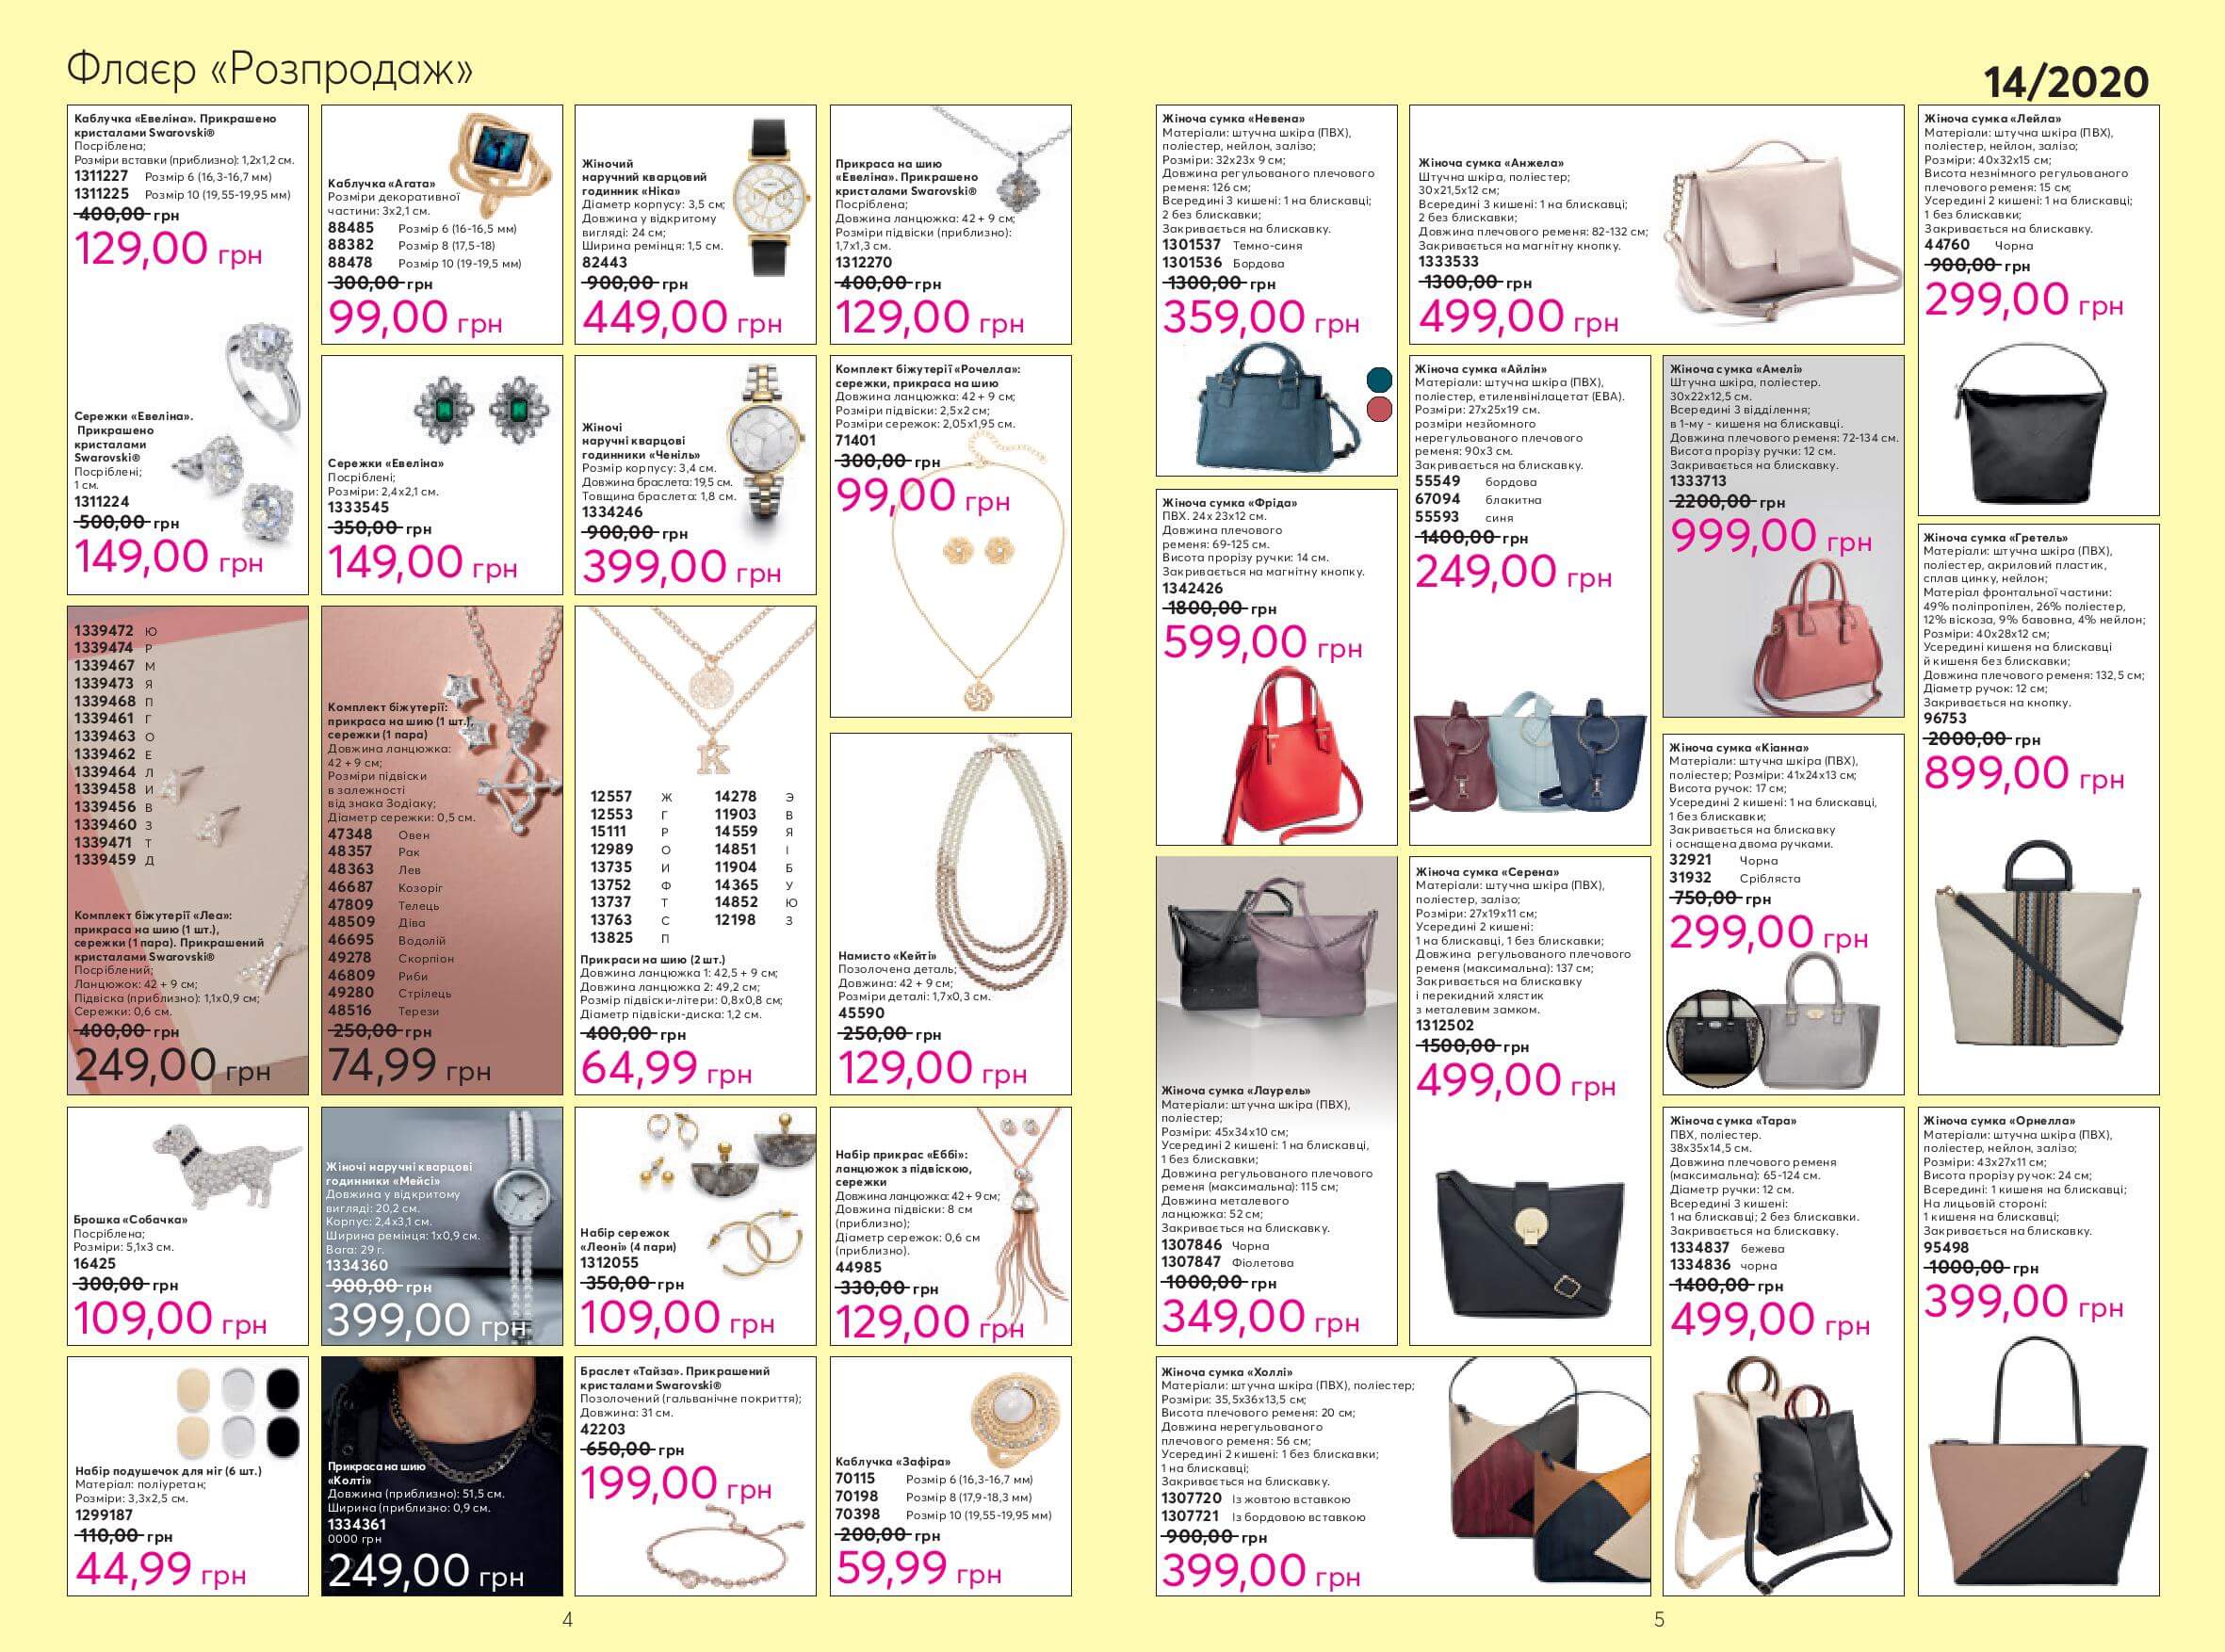 Флаєр «Розпродаж»
14/2020
Каблучка «Евеліна». Прикрашено
кристалами Swarovski®
Посріблена;
Розміри вставки (приблизно): 1,2х1,2 см.
1311227 Розмір 6 (16,3-16,7 мм)
1311225 Розмір 10 (19,55-19,95 мм)
400,00 грн
129,00 грн
Сережки «Евеліна».
Прикрашено
кристалами
Swarovski®
Посріблені;
1 см.
1311224
500,00 грн
149,00 грн
Каблучка «Агата»
Розміри декоративної
частини: 3х2,1 см.
88485 Розмір 6 (16-16,5 мм)
88382 Розмір 8 (17,5-18)
88478 Розмір 10 (19-19,5 мм)
300,00 грн
99,00 грн
Жіночий
наручний кварцовий
годинник «Ніка»
Діаметр корпусу: 3,5 см;
Довжина у відкритому
вигляді: 24 см;
Ширина ремінця: 1,5 см.
82443
900,00 грн
449,00 грн
Прикраса на шию
«Евеліна». Прикрашено
кристалами Swarovski®
Посріблена;
Довжина ланцюжка: 42 + 9 см;
Розміри підвіски (приблизно):
1,7х1,3 см.
1312270
400,00 грн
129,00 грн
Сережки «Евеліна»
Посріблені;
Розміри: 2,4х2,1 см.
1333545
350,00 грн
149,00 грн
Жіночі
наручні кварцові
годинники «Ченіль»
Розмір корпусу: 3,4 см.
Довжина браслета: 19,5 см.
Товщина браслета: 1,8 см.
1334246
900,00 грн
399,00 грн
Комплект біжутерії «Рочелла»:
сережки, прикраса на шию
Довжина ланцюжка: 42 + 9 см;
Розміри підвіски: 2,5х2 см;
Розміри сережок: 2,05х1,95 см.
71401
300,00 грн
99,00 грн
1339472 Ю
1339474 Р
1339467 М
1339473 Я
1339468 П
1339461 Г
1339463 О
1339462 Е
1339464 Л
1339458 И
1339456 В
1339460 З
1339471 Т
1339459 Д
Комплект біжутерії «Леа»:
прикраса на шию (1 шт.),
сережки (1 пара). Прикрашений
кристалами Swarovski®
Посріблений;
Ланцюжок: 42 + 9 см;
Підвіска (приблизно): 1,1х0,9 см;
Сережки: 0,6 см.
400,00 грн
249,00 грн
Комплект біжутерії:
прикраса на шию (1 шт.),
сережки (1 пара)
Довжина ланцюжка:
42 + 9 см;
Розміри підвіски
в залежності
від знака Зодіаку;
Діаметр сережки: 0,5 см.
47348 Овен
48357 Рак
48363 Лев
46687 Козоріг
47809 Телець
48509 Діва
46695 Водолій
49278 Скорпіон
46809 Риби
49280 Стрілець
48516 Терези
250,00 грн
74,99 грн
12557 Ж 14278 Э
12553 Г 11903 В
15111 Р 14559 Я
12989 О 14851 І
13735 И 11904 Б
13752 Ф 14365 У
13737 Т 14852 Ю
13763 С 12198 З
13825 П
Прикраси на шию (2 шт.)
Довжина ланцюжка 1: 42,5 + 9 см;
Довжина ланцюжка 2: 49,2 см;
Розмір підвіски-літери: 0,8х0,8 см;
Діаметр підвіски-диска: 1,2 см.
400,00 грн
64,99 грн
Намисто «Кейті»
Позолочена деталь;
Довжина: 42 + 9 см;
Розміри деталі: 1,7х0,3 см.
45590
250,00 грн
129,00 грн
Брошка «Собачка»
Посріблена;
Розміри: 5,1х3 см.
16425
300,00 грн
109,00 грн
Жіночі наручні кварцові
годинники «Мейсі»
Довжина у відкритому
вигляді: 20,2 см.
Корпус: 2,4х3,1 см.
Ширина ремінця: 1х0,9 см.
Вага: 29 г.
1334360
900,00 грн
399,00 грн
Набір сережок
«Леоні» (4 пари)
1312055
350,00 грн
109,00 грн
Набір прикрас «Еббі»:
ланцюжок з підвіскою,
сережки
Довжина ланцюжка: 42 + 9 см;
Довжина підвіски: 8 см
(приблизно);
Діаметр сережок: 0,6 см
(приблизно).
44985
330,00 грн
129,00 грн
Набір подушечок для ніг (6 шт.)
Матеріал: поліуретан;
Розміри: 3,3х2,5 см.
1299187
110,00 грн
44,99 грн
Прикраса на шию
«Колті»
Довжина (приблизно): 51,5 см.
Ширина (приблизно: 0,9 см.
1334361
0000 грн
249,00 грн
Браслет «Тайза». Прикрашений
кристалами Swarovski®
Позолочений (гальванічне покриття);
Довжина: 31 см.
42203
650,00 грн
199,00 грн
Каблучка «Зафіра»
70115 Розмір 6 (16,3-16,7 мм)
70198 Розмір 8 (17,9-18,3 мм)
70398 Розмір 10 (19,55-19,95 мм)
200,00 грн
59,99 грн
4
Жіноча сумка «Невена»
Матеріали: штучна шкіра (ПВХ),
поліестер, нейлон, залізо;
Розміри: 32х23х 9 см;
Довжина регульованого плечового
ременя: 126 см;
Всередині 3 кишені: 1 на блискавці;
2 без блискавки;
Закривається на блискавку.
1301537 Темно-синя
1301536 Бордова
1300,00 грн
359,00 грн
Жіноча сумка «Анжела»
Штучна шкіра, поліестер;
30х21,5х12 см;
Всередині 3 кишені: 1 на блискавці;
2 без блискавки;
Довжина плечового ременя: 82-132 см;
Закривається на магнітну кнопку.
1333533
1300,00 грн
499,00 грн
Жіноча сумка «Лейла»
Матеріали: штучна шкіра (ПВХ),
поліестер, нейлон, залізо;
Розміри: 40х32х15 см;
Висота незнімного регульованого
плечового ременя: 15 см;
Усередині 2 кишені: 1 на блискавці;
1 без блискавки;
Закривається на блискавку.
44760 Чорна
900,00 грн
299,00 грн
Жіноча сумка «Фріда»
ПВХ. 24х 23х12 см.
Довжина плечового
ременя: 69-125 см.
Висота прорізу ручки: 14 см.
Закривається на магнітну кнопку.
1342426
1800,00 грн
599,00 грн
Жіноча сумка «Айлін»
Матеріали: штучна шкіра (ПВХ),
поліестер, етиленвінілацетат (ЕВА).
Розміри: 27х25х19 см.
розміри незйомного
нерегульованого плечового
ременя: 90х3 см.
Закривається на блискавку.
55549 бордова
67094 блакитна
55593 синя
1400,00 грн
249,00 грн
Жіноча сумка «Амелі»
Штучна шкіра, поліестер.
30х22х12,5 см.
Всередині 3 відділення;
в 1-му - кишеня на блискавці.
Довжина плечового ременя: 72-134 см.
Висота прорізу ручки: 12 см.
Закривається на блискавку.
1333713
2200,00 грн
999,00 грн
Жіноча сумка «Гретель»
Матеріали: штучна шкіра (ПВХ),
поліестер, акриловий пластик,
сплав цинку, нейлон;
Матеріал фронтальної частини:
49% поліпропілен, 26% поліестер,
12% віскоза, 9% бавовна, 4% нейлон;
Розміри: 40х28х12 см;
Усередині кишеня на блискавці
й кишеня без блискавки;
Довжина плечового ременя: 132,5 см;
Діаметр ручок: 12 см;
Закривається на кнопку.
96753
2000,00 грн
899,00 грн
Жіноча сумка «Кіанна»
Матеріали: штучна шкіра (ПВХ),
поліестер; Розміри: 41х24х13 см;
Висота ручок: 17 см;
Усередині 2 кишені: 1 на блискавці,
1 без блискавки;
Закривається на блискавку
і оснащена двома ручками.
32921 Чорна
31932 Срібляста
750,00 грн
299,00 грн
Жіноча сумка «Лаурель»
Матеріали: штучна шкіра (ПВХ),
поліестер;
Розміри: 45х34х10 см;
Усередині 2 кишені: 1 на блискавці,
1 без блискавки;
Довжина регульованого плечового
ременя (максимальна): 115 см;
Довжина металевого
ланцюжка: 52 см;
Закривається на блискавку.
1307846 Чорна
1307847 Фіолетова
1000,00 грн
349,00 грн
Жіноча сумка «Серена»
Матеріали: штучна шкіра (ПВХ),
поліестер, залізо;
Розміри: 27х19х11 см;
Усередині 2 кишені:
1 на блискавці, 1 без блискавки;
Довжина регульованого плечового
ременя (максимальна): 137 см;
Закривається на блискавку
і перекидний хлястик
з металевим замком.
1312502
1500,00 грн
499,00 грн
Жіноча сумка «Тара»
ПВХ, поліестер.
38х35х14,5 см.
Довжина плечового ременя
(максимальна): 65-124 см.
Діаметр ручки: 12 см.
Всередині 3 кишені:
1 на блискавці; 2 без блискавки.
Закривається на блискавку.
1334837 бежева
1334836 чорна
1400,00 грн
499,00 грн
Жіноча сумка «Орнелла»
Матеріали: штучна шкіра (ПВХ),
поліестер, нейлон, залізо;
Розміри: 43х27х11 см;
Висота прорізу ручок: 24 см;
Всередині: 1 кишеня на блискавці;
На лицьовій стороні:
1 кишеня на блискавці;
Закривається на блискавку.
95498
1000,00 грн
399,00 грн
Жіноча сумка «Холлі»
Матеріали: штучна шкіра (ПВХ), поліестер;
Розміри: 35,5х36х13,5 см;
Висота плечового ременя: 20 см;
Довжина нерегульованого
плечового ременя: 56 см;
Усередині 2 кишені: 1 без блискавки;
1 на блискавці;
Закривається на блискавку.
1307720 Із жовтою вставкою
1307721 Із бордовою вставкою
900,00 грн
399,00 грн
5